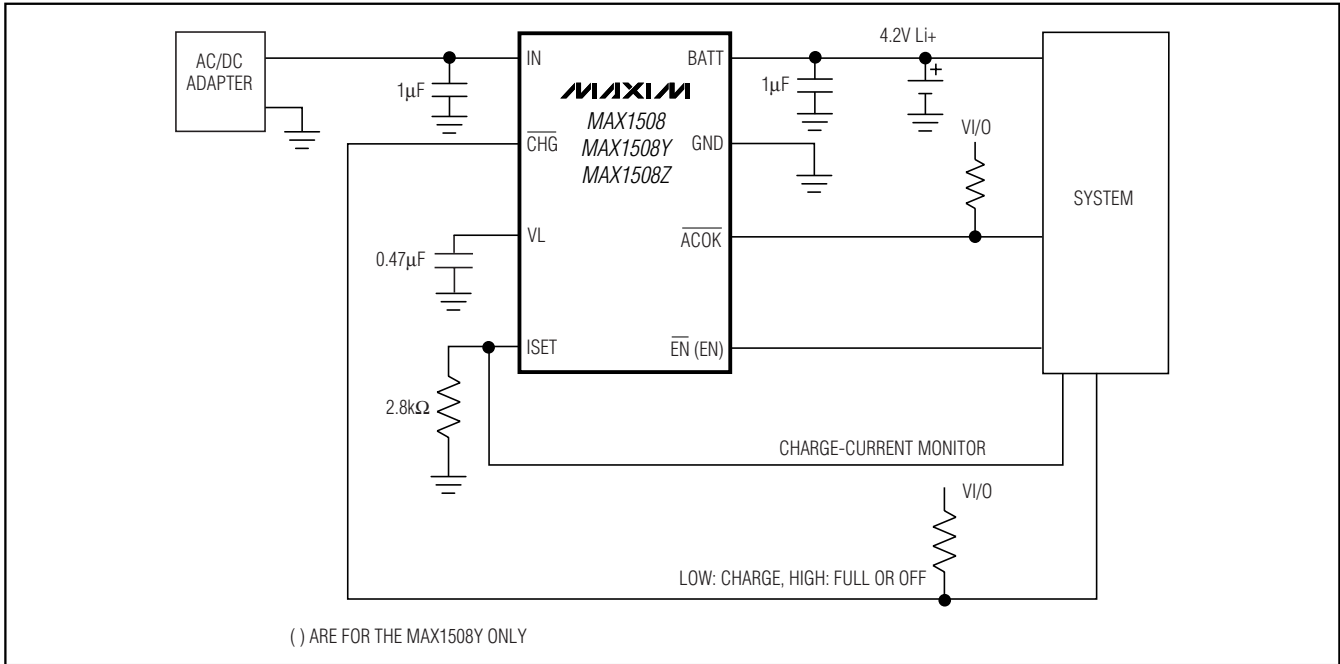 AC/DC
ADAPTER
1µF
IN
CHG
VL
0.47µF
ISET
2.8kΩ
MAXIM
MAX1508
MAX1508Y
MAX1508Z
BATT
GND
ACOK
EN (EN)
1µF
4.2V Li+
+
VI/O
SYSTEM
CHARGE-CURRENT MONITOR
VI/O
LOW: CHARGE, HIGH: FULL OR OFF
( ) ARE FOR THE MAX1508Y ONLY